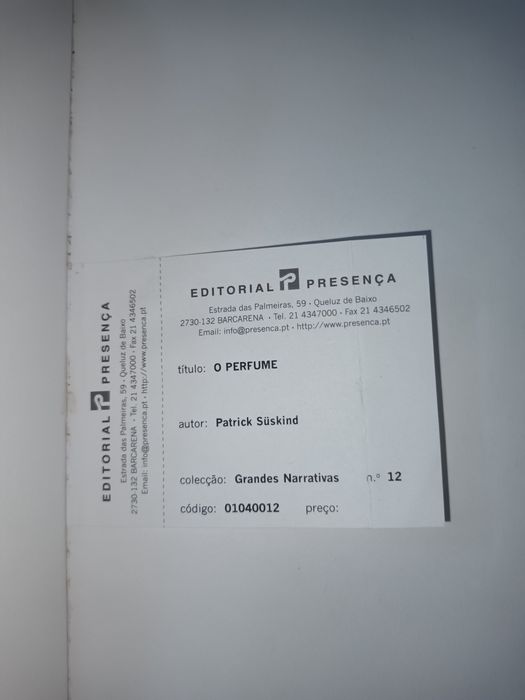 EDITORIAL PRESENÇA
Estrada das Palmeiras, 59 - Queluz de Baixo
2730-132 BARCARENA - Tel. 21 4347000 - Fax 21 4346502
Email: info@presenca.pt - http://www.presenca.pt
EDITORIAL PRESENÇA
Estrada das Palmeiras, 59 - Queluz de Baixo
2730-132 BARCARENA - Tel. 21 4347000 - Fax 21 4346502
Email: info@presenca.pt - http://www.presenca.pt
título: O PERFUME
autor: Patrick Süskind
colecção: Grandes Narrativas n.º 12
código: 01040012 preço: